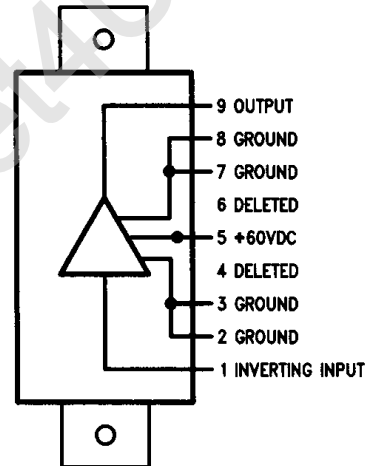 9 OUTPUT
8 GROUND
7 GROUND
6 DELETED
5 +60VDC
4 DELETED
3 GROUND
2 GROUND
1 INVERTING INPUT